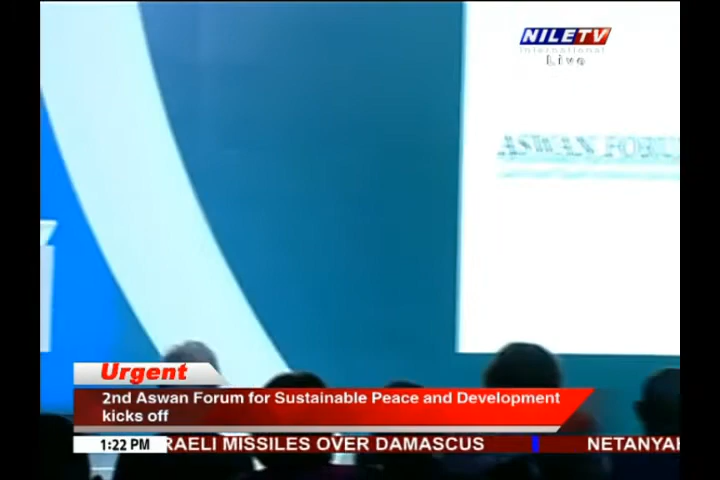 NILETV
International
Live
ASWAN FORU
Urgent
2nd Aswan Forum for Sustainable Peace and Development
kicks off
1:22 PM RAELI MISSILES OVER DAMASCUS NETANYAH